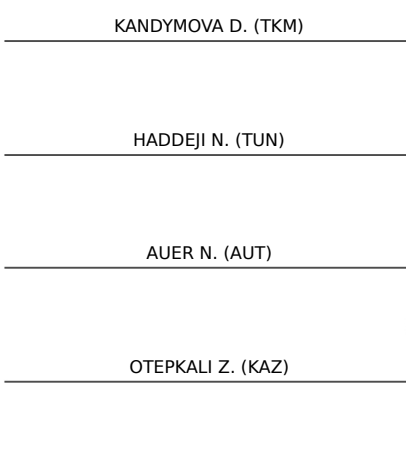 KANDYMOVA D. (TKM)
HADDEJI N. (TUN)
AUER N. (AUT)
OTEPKALI Z. (KAZ)